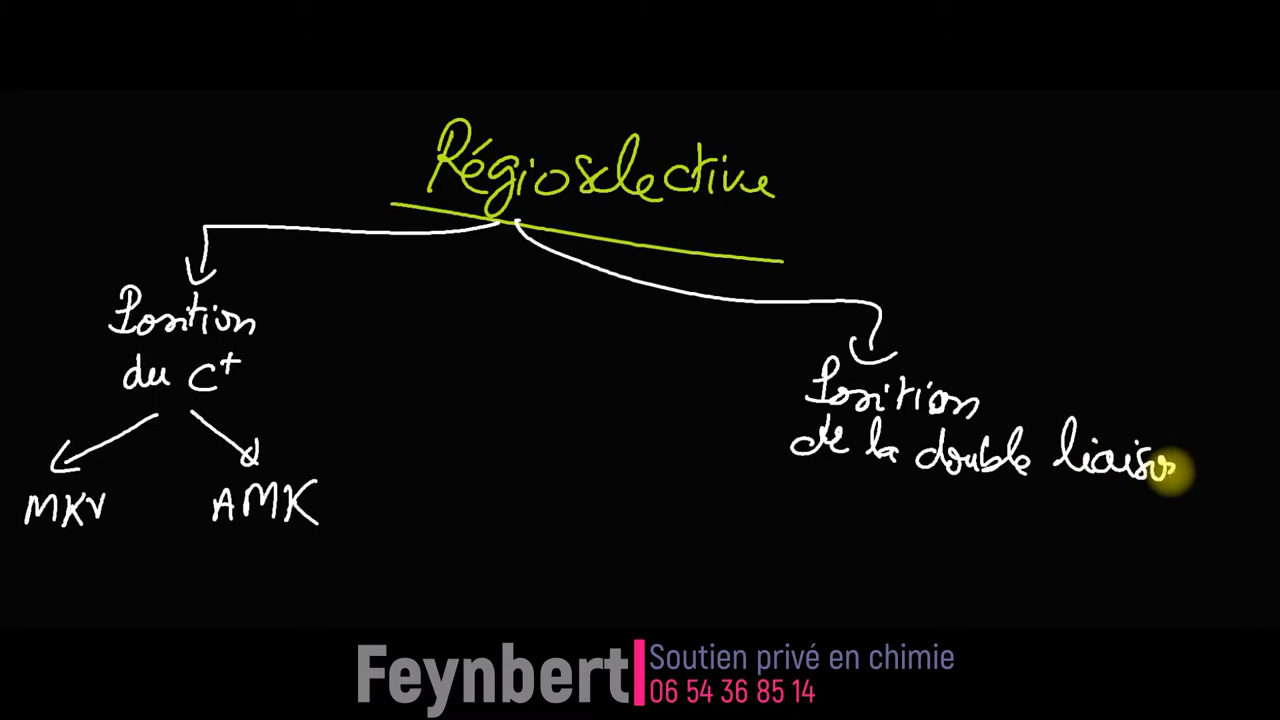 Régioselective
Position
du C+
MKV
AMK
Position
de la double liaiso
Feynbert
Soutien privé en chimie
06 54 36 85 14